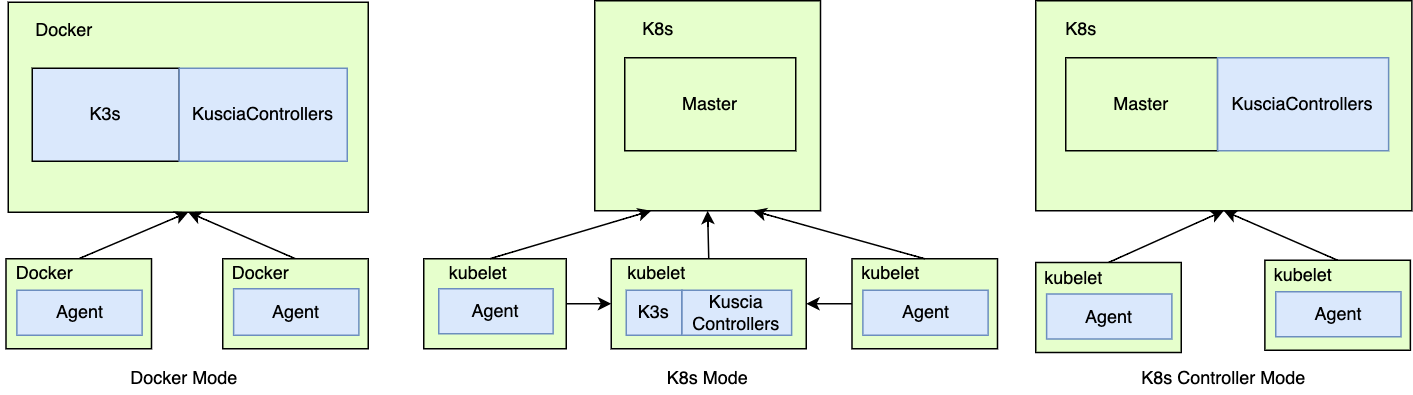 Docker
K3s
KusciaControllers
Docker
Agent
Docker
Agent
Docker Mode
K8s
Master
kubelet
Agent
kubelet
K3s
Kuscia
Controllers
kubelet
Agent
K8s Mode
K8s
Master
KusciaControllers
kubelet
Agent
kubelet
Agent
K8s Controller Mode